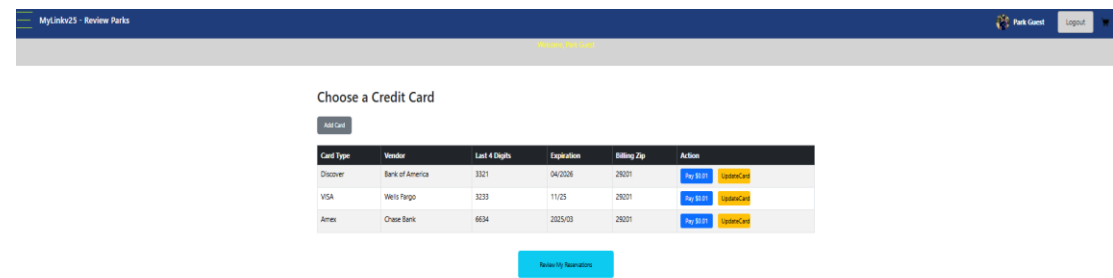 MyLinkv25 - Review Parks
Park Guest Logout
Welcome, Park Guest
Choose a Credit Card
Add Card
Card Type Vendor Last 4 Digits Expiration Billing Zip Action
Discover Bank of America 3321 04/2026 29201 Pay $0.01 UpdateCard
VISA Wells Fargo 3233 11/25 29201 Pay $0.01 UpdateCard
Amex Chase Bank 6634 2025/03 29201 Pay $0.01 UpdateCard
Review My Reservations